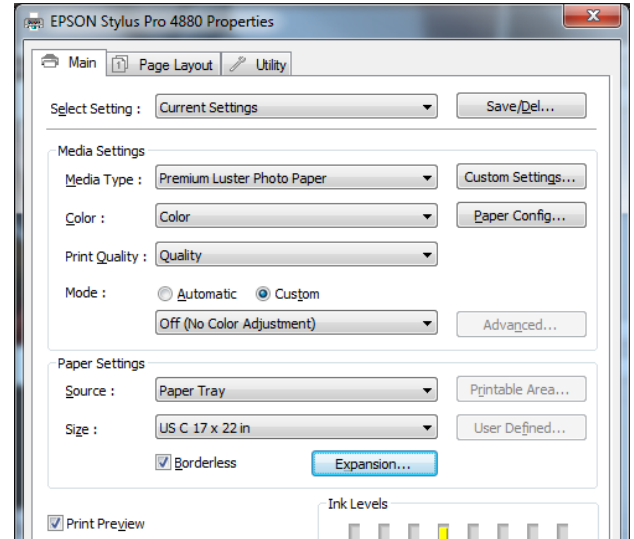 EPSON Stylus Pro 4880 Properties
Main Page Layout Utility
Select Setting : Current Settings Save/Del...
Media Settings
Media Type : Premium Luster Photo Paper Custom Settings...
Color : Color Paper Config...
Print Quality : Quality
Mode : Automatic Custom
Off (No Color Adjustment) Advanced...
Paper Settings
Source : Paper Tray Printable Area...
Size : US C 17 x 22 in User Defined...
Borderless Expansion...
Ink Levels
Print Preview